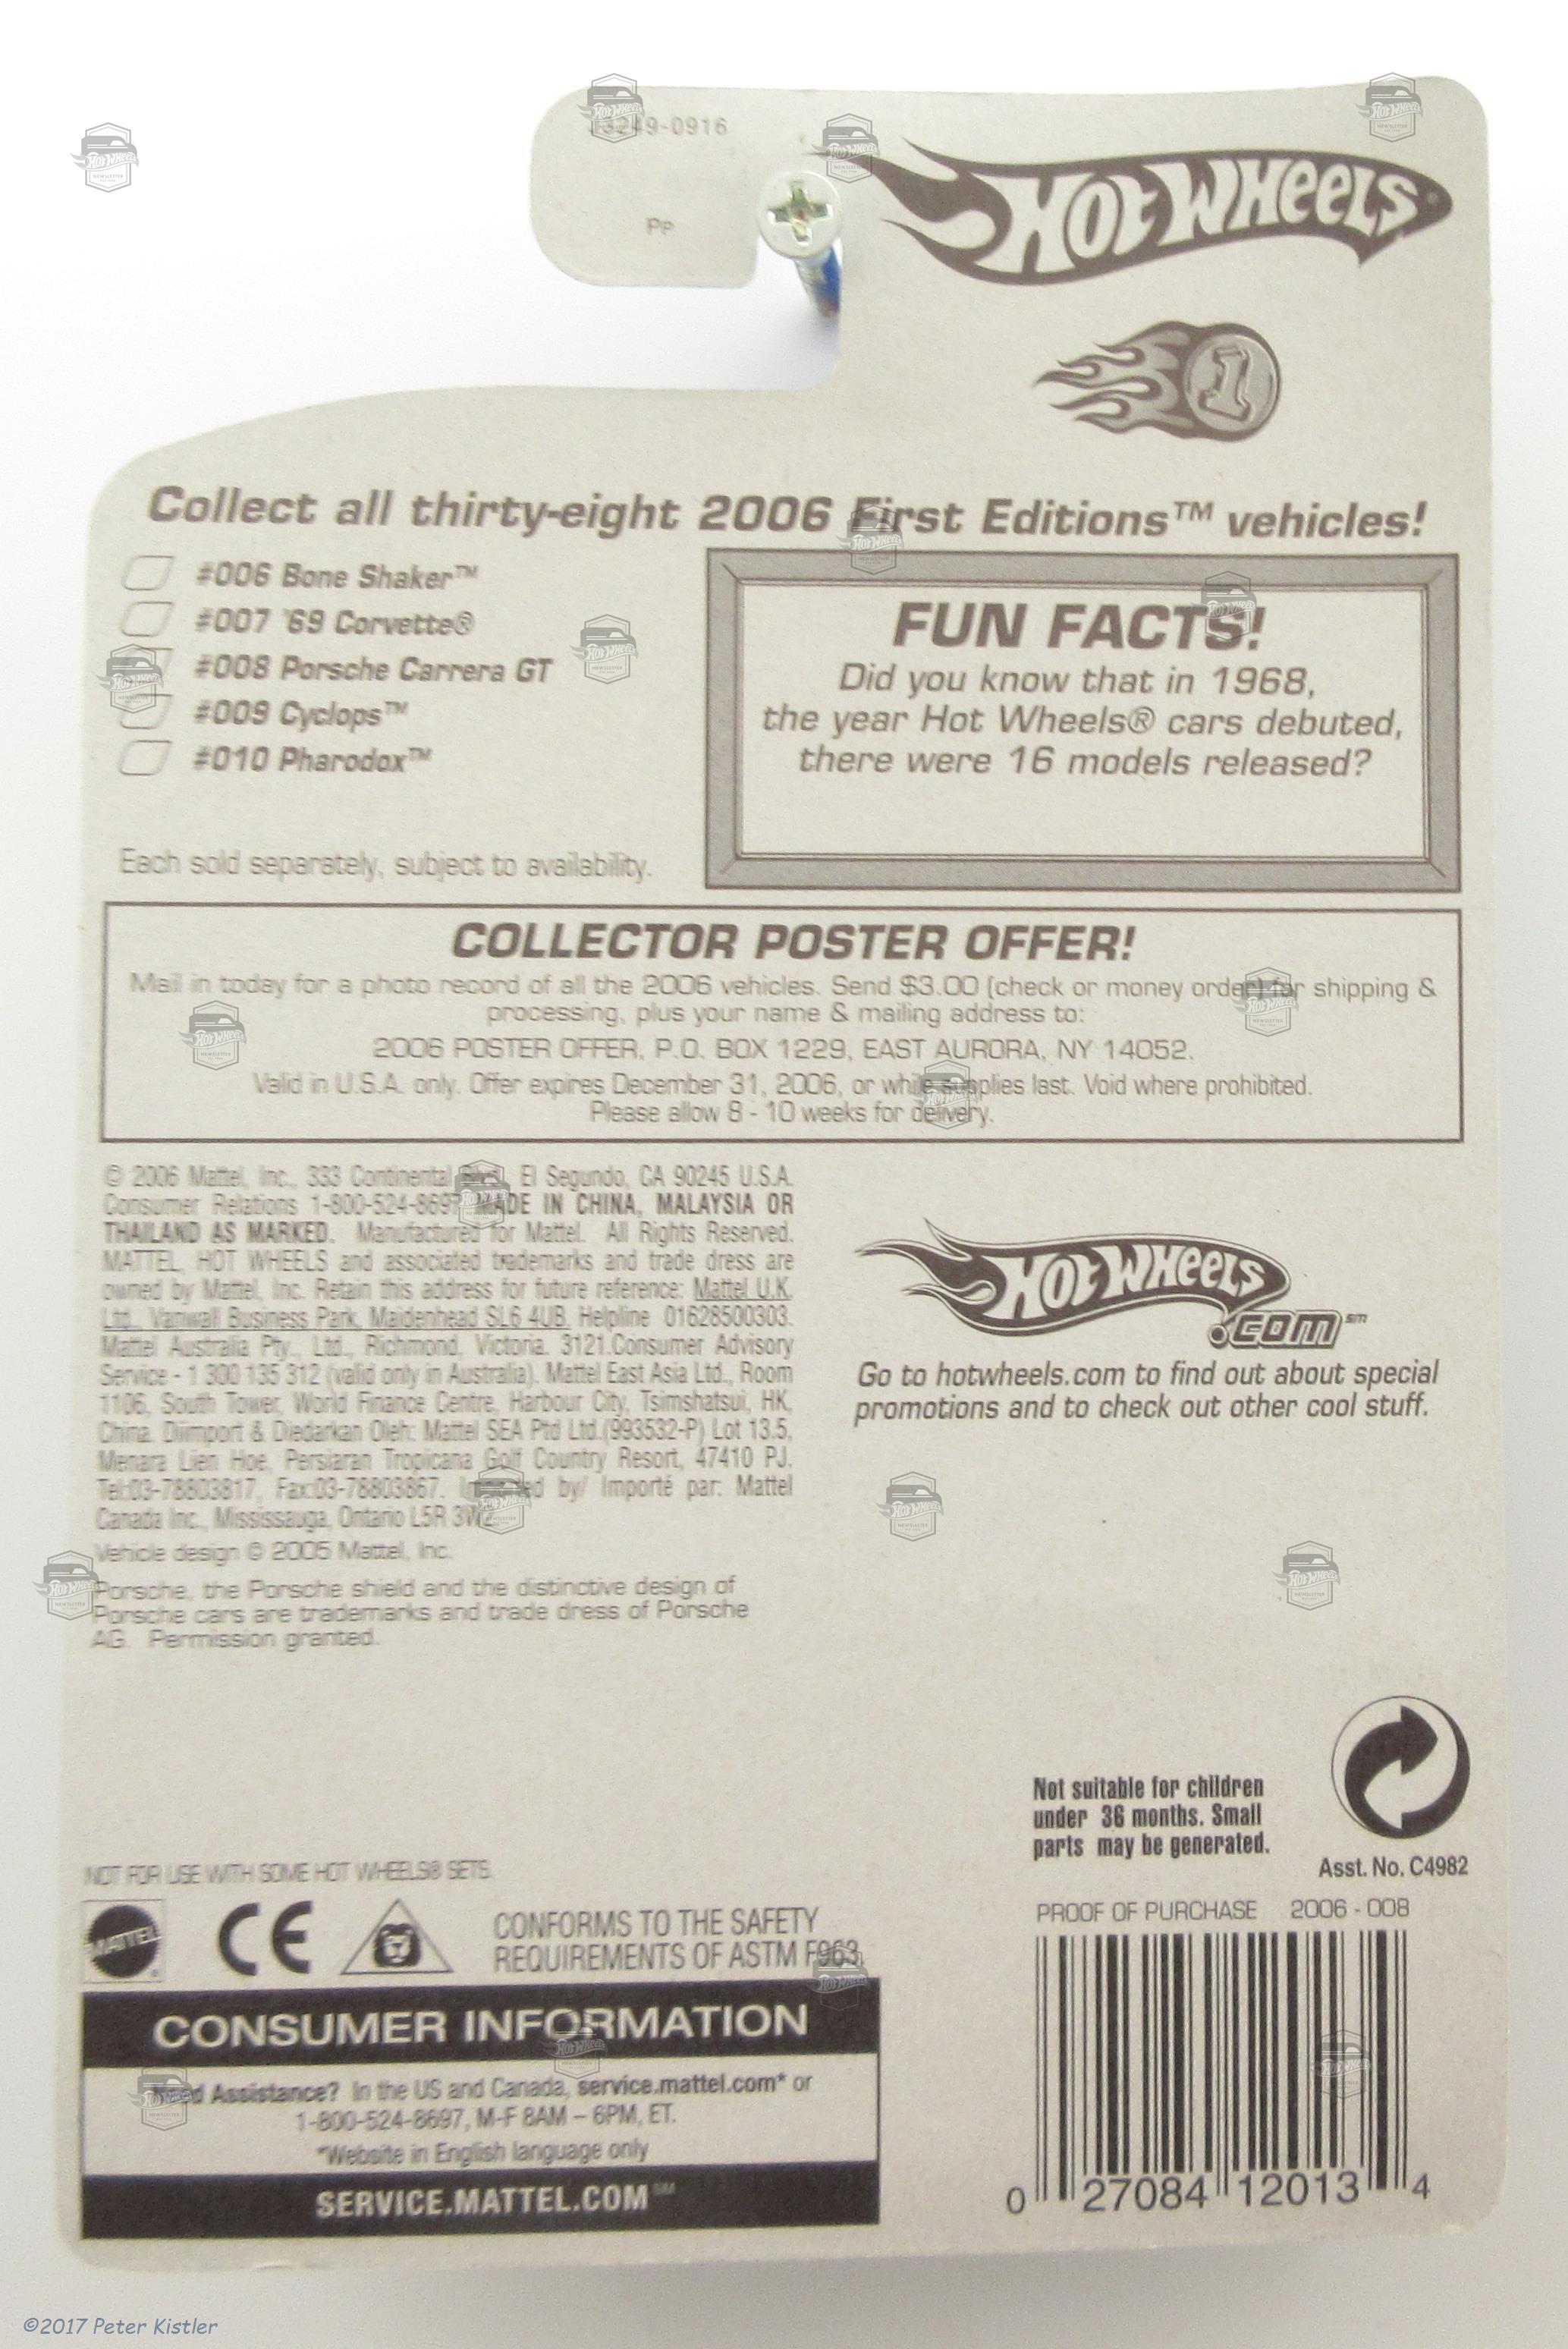 J3249-0916
Pp
HOT WHEELS
1
Collect all thirty-eight 2006 First Editions™ vehicles!
#006 Bone Shaker™
#007 '69 Corvette®
#008 Porsche Carrera GT
#009 Cyclops™
#010 Pharodox™
Each sold separately, subject to availability.
FUN FACTS!
Did you know that in 1968,
the year Hot Wheels® cars debuted,
there were 16 models released?
COLLECTOR POSTER OFFER!
Mail in today for a photo record of all the 2006 vehicles. Send $3.00 (check or money order) for shipping &
processing, plus your name & mailing address to:
2006 POSTER OFFER, P.O. BOX 1229, EAST AURORA, NY 14052.
Valid in U.S.A. only. Offer expires December 31, 2006, or while supplies last. Void where prohibited.
Please allow 8 - 10 weeks for delivery.
© 2006 Mattel, Inc., 333 Continental Blvd., El Segundo, CA 90245 U.S.A.
Consumer Relations 1-800-524-8697. MADE IN CHINA, MALAYSIA OR
THAILAND AS MARKED. Manufactured for Mattel. All Rights Reserved.
MATTEL, HOT WHEELS and associated trademarks and trade dress are
owned by Mattel, Inc. Retain this address for future reference: Mattel U.K.
Ltd., Vanwall Business Park, Maidenhead SL6 4UB. Helpline 01628500303.
Mattel Australia Pty., Ltd., Richmond, Victoria. 3121.Consumer Advisory
Service - 1 300 135 312 (valid only in Australia). Mattel East Asia Ltd., Room
1106, South Tower, World Finance Centre, Harbour City, Tsimshatsui, HK,
China. Diimport & Diedarkan Oleh: Mattel SEA Ptd Ltd.(993532-P) Lot 13.5,
Menara Lien Hoe, Persiaran Tropicana Golf Country Resort, 47410 PJ.
Tel:03-78803817, Fax:03-78803867. Imported by/ Importé par: Mattel
Canada Inc., Mississauga, Ontario L5R 3W2.
Vehicle design © 2005 Mattel, Inc.
Porsche, the Porsche shield and the distinctive design of
Porsche cars are trademarks and trade dress of Porsche
AG. Permission granted.
HOT WHEELS
.COM℠
Go to hotwheels.com to find out about special
promotions and to check out other cool stuff.
Not suitable for children
under 36 months. Small
parts may be generated.
Asst. No. C4982
PROOF OF PURCHASE 2006 - 008
0 27084 12013 4
NOT FOR USE WITH SOME HOT WHEELS® SETS.
MATTEL
CE
CONFORMS TO THE SAFETY
REQUIREMENTS OF ASTM F963.
CONSUMER INFORMATION
Need Assistance? In the US and Canada, service.mattel.com* or
1-800-524-8697, M-F 8AM – 6PM, ET.
*Website in English language only
SERVICE.MATTEL.COM℠
©2017 Peter Kistler